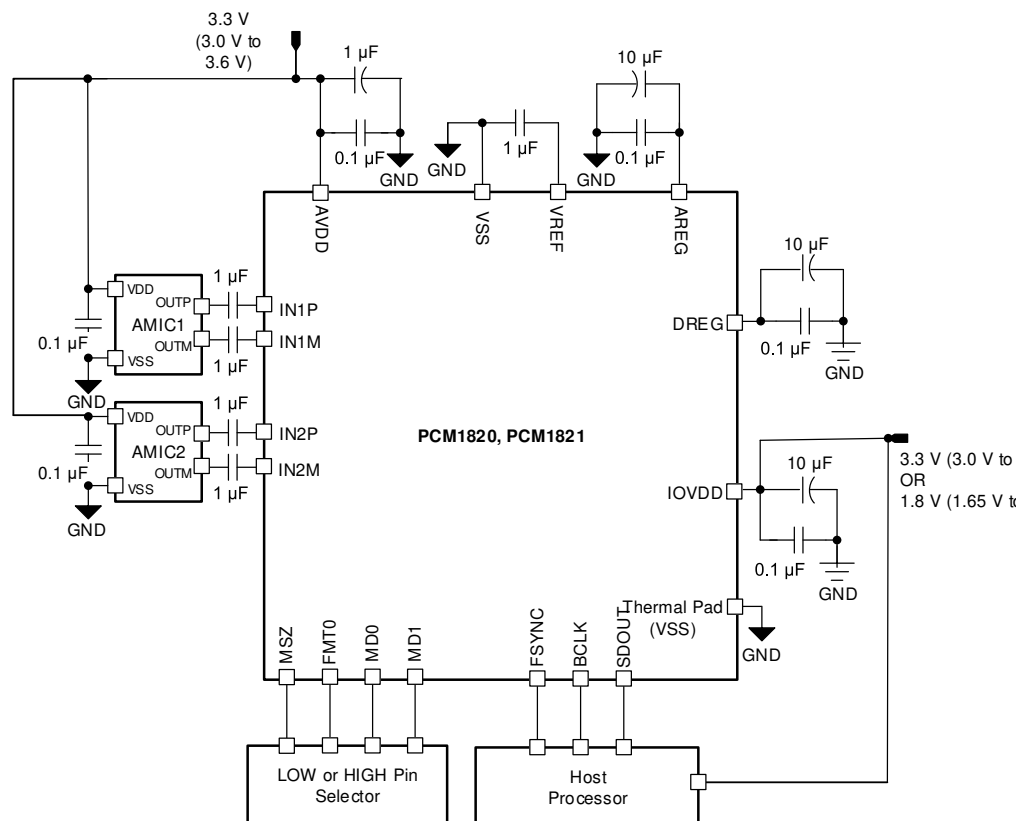 3.3 V
(3.0 V to
3.6 V)
1 µF
0.1 µF
GND
GND
1 µF
10 µF
0.1 µF
GND
AVDD
VSS
VREF
AREG
VDD
OUTP
AMIC1
OUTM
VSS
0.1 µF
GND
1 µF
1 µF
IN1P
IN1M
VDD
OUTP
AMIC2
OUTM
VSS
0.1 µF
GND
1 µF
1 µF
IN2P
IN2M
PCM1820, PCM1821
DREG
10 µF
0.1 µF
GND
IOVDD
10 µF
0.1 µF
GND
3.3 V (3.0 V to
OR
1.8 V (1.65 V to
Thermal Pad
(VSS)
GND
MSZ
FMT0
MD0
MD1
FSYNC
BCLK
SDOUT
LOW or HIGH Pin
Selector
Host
Processor